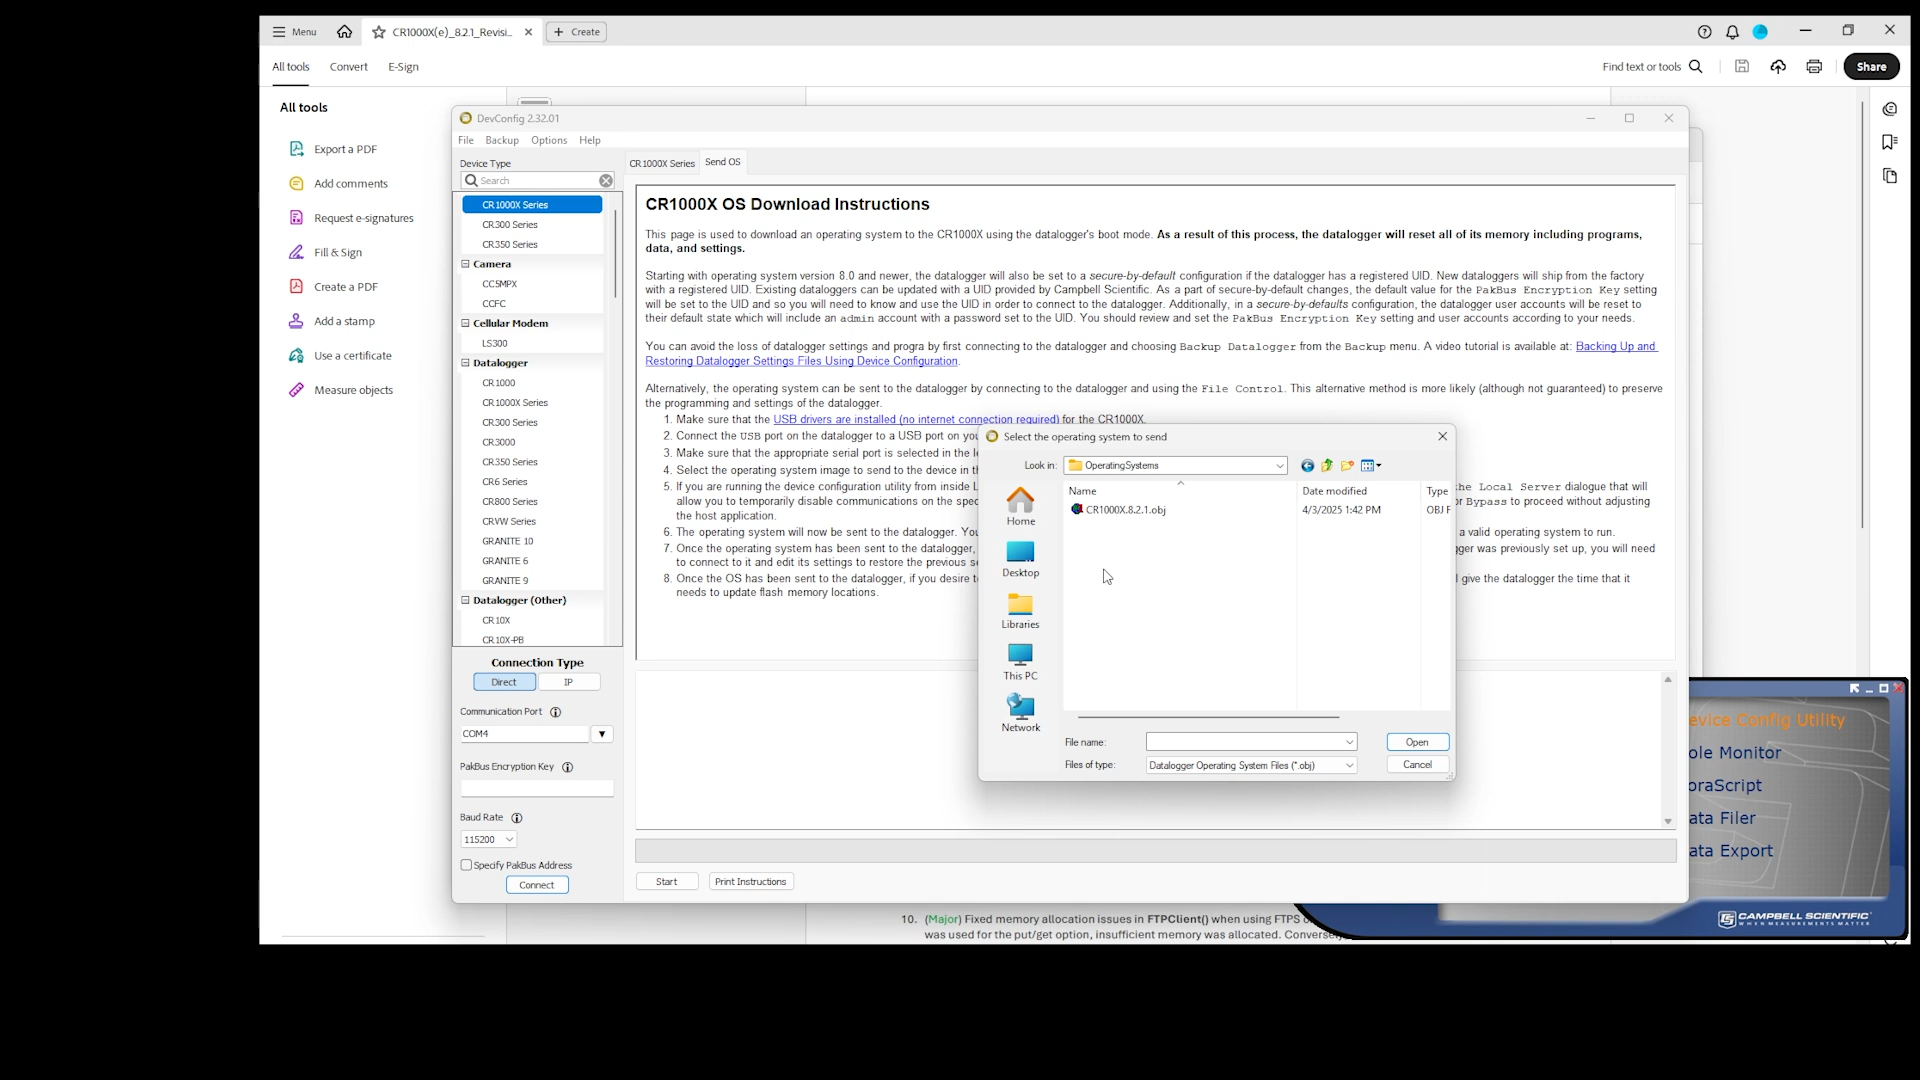 Menu
CR1000X(e)_8.2.1_Revisi...
Create
All tools
Convert
E-Sign
Find text or tools
Share
All tools
Export a PDF
Add comments
Request e-signatures
Fill & Sign
Create a PDF
Add a stamp
Use a certificate
Measure objects
DevConfig 2.32.01
File Backup Options Help
Device Type
Search
CR1000X Series
CR300 Series
CR350 Series
Camera
CC5MPX
CCFC
Cellular Modem
LS300
Datalogger
CR1000
CR1000X Series
CR300 Series
CR3000
CR350 Series
CR6 Series
CR800 Series
CRVW Series
GRANITE 10
GRANITE 6
GRANITE 9
Datalogger (Other)
CR10X
CR10X-PB
Connection Type
Direct IP
Communication Port
COM4
PakBus Encryption Key
Baud Rate
115200
Specify PakBus Address
Connect
CR1000X Series Send OS
CR1000X OS Download Instructions
This page is used to download an operating system to the CR1000X using the datalogger's boot mode. As a result of this process, the datalogger will reset all of its memory including programs,
data, and settings.
Starting with operating system version 8.0 and newer, the datalogger will also be set to a secure-by-default configuration if the datalogger has a registered UID. New dataloggers will ship from the factory
with a registered UID. Existing dataloggers can be updated with a UID provided by Campbell Scientific. As a part of secure-by-default changes, the default value for the PakBus Encryption Key setting
will be set to the UID and so you will need to know and use the UID in order to connect to the datalogger. Additionally, in a secure-by-defaults configuration, the datalogger user accounts will be reset to
their default state which will include an admin account with a password set to the UID. You should review and set the PakBus Encryption Key setting and user accounts according to your needs.
You can avoid the loss of datalogger settings and progra by first connecting to the datalogger and choosing Backup Datalogger from the Backup menu. A video tutorial is available at: Backing Up and
Restoring Datalogger Settings Files Using Device Configuration.
Alternatively, the operating system can be sent to the datalogger by connecting to the datalogger and using the File Control. This alternative method is more likely (although not guaranteed) to preserve
the programming and settings of the datalogger.
1. Make sure that the USB drivers are installed (no internet connection required) for the CR1000X.
2. Connect the USB port on the datalogger to a USB port on you
3. Make sure that the appropriate serial port is selected in the le
4. Select the operating system image to send to the device in th
5. If you are running the device configuration utility from inside L he Local Server dialogue that will
allow you to temporarily disable communications on the spec or Bypass to proceed without adjusting
the host application.
6. The operating system will now be sent to the datalogger. You a valid operating system to run.
7. Once the operating system has been sent to the datalogger, ger was previously set up, you will need
to connect to it and edit its settings to restore the previous se
8. Once the OS has been sent to the datalogger, if you desire t l give the datalogger the time that it
needs to update flash memory locations.
Select the operating system to send
Look in: OperatingSystems
Name Date modified Type
CR1000X.8.2.1.obj 4/3/2025 1:42 PM OBJ F
Home
Desktop
Libraries
This PC
Network
File name:
Open
Files of type: Datalogger Operating System Files (*.obj)
Cancel
Start Print Instructions
evice Config Utility
ole Monitor
oraScript
ata Filer
ata Export
CAMPBELL SCIENTIFIC
WHEN MEASUREMENTS MATTER
10. (Major) Fixed memory allocation issues in FTPClient() when using FTPS
was used for the put/get option, insufficient memory was allocated. Conversel